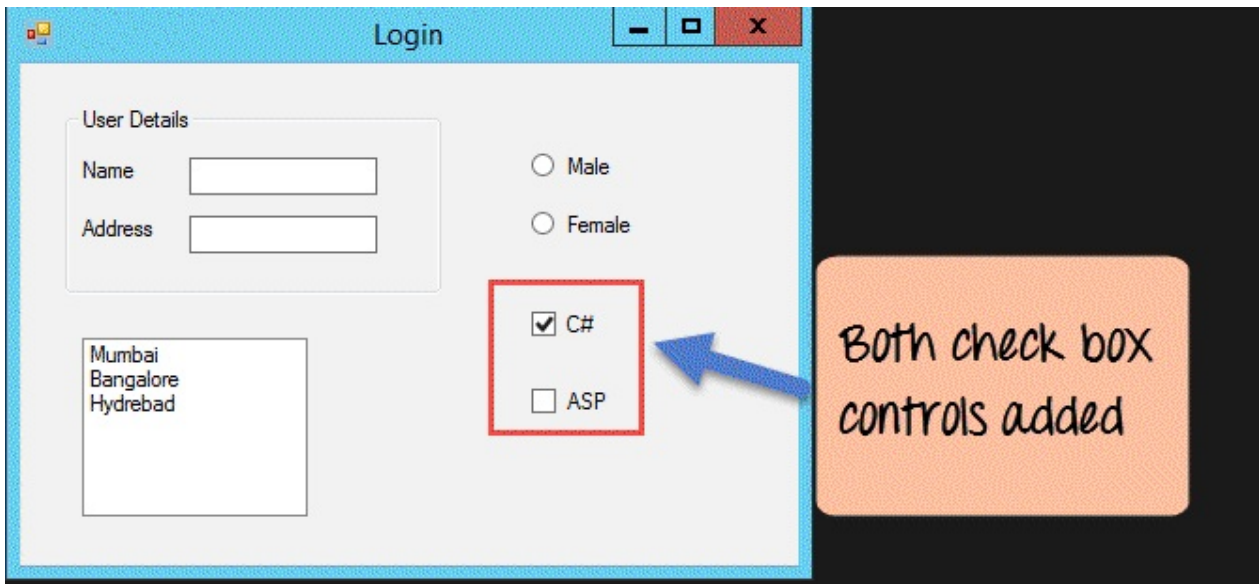 Login
User Details
Name
Address
Male
Female
C#
ASP
Mumbai
Bangalore
Hydrebad
Both check box
controls added